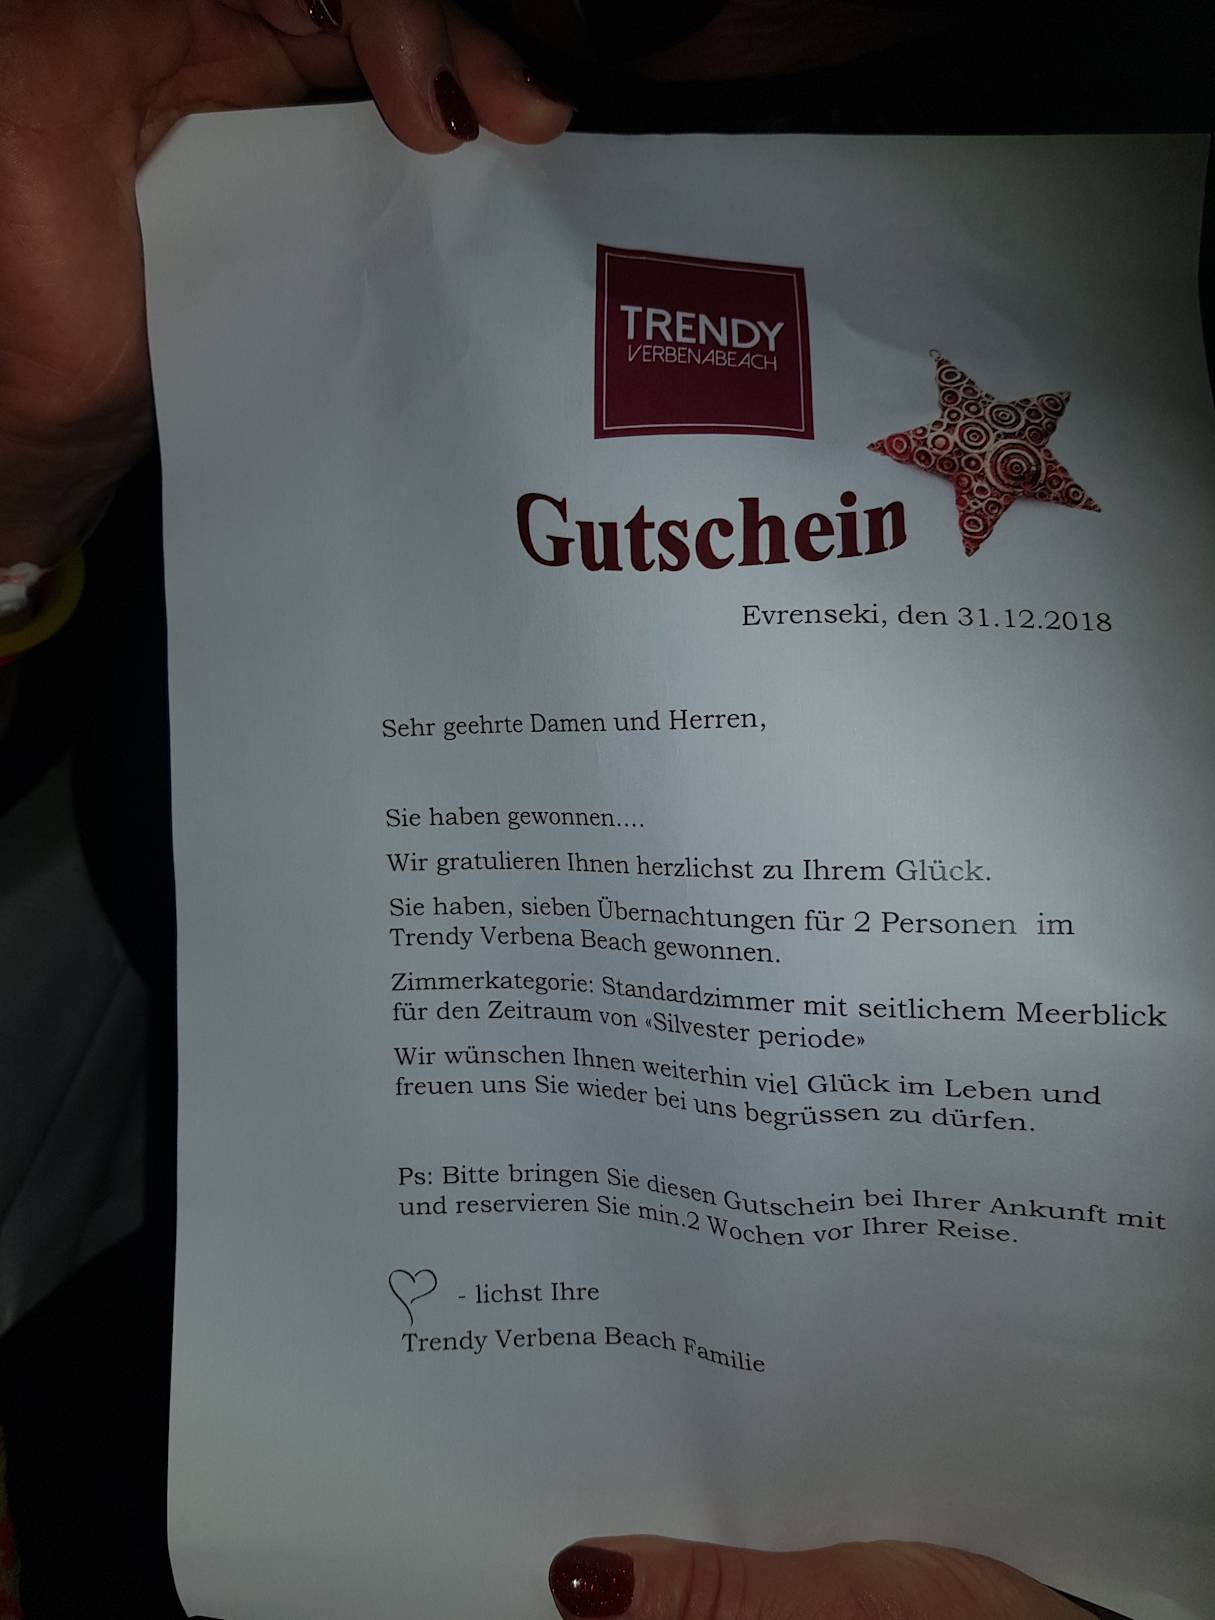 TRENDY
VERBENABEACH
Gutschein
Evrenseki, den 31.12.2018
Sehr geehrte Damen und Herren,
Sie haben gewonnen....
Wir gratulieren Ihnen herzlichst zu Ihrem Glück.
Sie haben, sieben Übernachtungen für 2 Personen im
Trendy Verbena Beach gewonnen.
Zimmerkategorie: Standardzimmer mit seitlichem Meerblick
für den Zeitraum von «Silvester periode»
Wir wünschen Ihnen weiterhin viel Glück im Leben und
freuen uns Sie wieder bei uns begrüssen zu dürfen.
Ps: Bitte bringen Sie diesen Gutschein bei Ihrer Ankunft mit
und reservieren Sie min.2 Wochen vor Ihrer Reise.
- lichst Ihre
Trendy Verbena Beach Familie